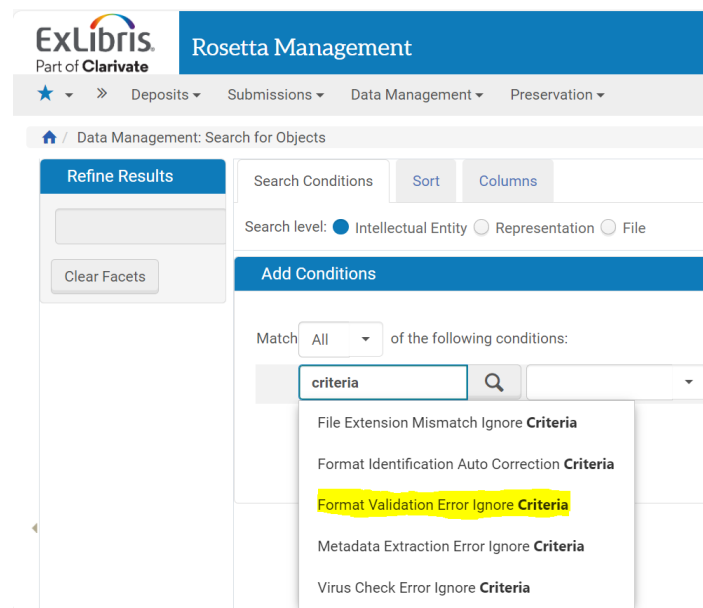 ExLibris.
Part of Clarivate
Rosetta Management
Deposits Submissions Data Management Preservation
/ Data Management: Search for Objects
Refine Results
Search Conditions Sort Columns
Search level: Intellectual Entity Representation File
Clear Facets
Add Conditions
Match All of the following conditions:
criteria
File Extension Mismatch Ignore Criteria
Format Identification Auto Correction Criteria
Format Validation Error Ignore Criteria
Metadata Extraction Error Ignore Criteria
Virus Check Error Ignore Criteria